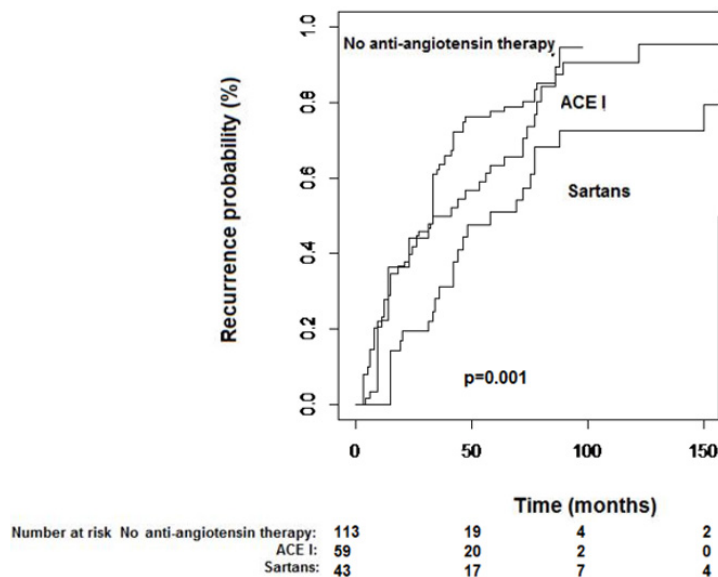 Recurrence probability (%)
1.0
0.8
0.6
0.4
0.2
0.0
No anti-angiotensin therapy
ACE I
Sartans
p=0.001
0 50 100 150
Time (months)
Number at risk No anti-angiotensin therapy: 113 19 4 2
ACE I: 59 20 2 0
Sartans: 43 17 7 4